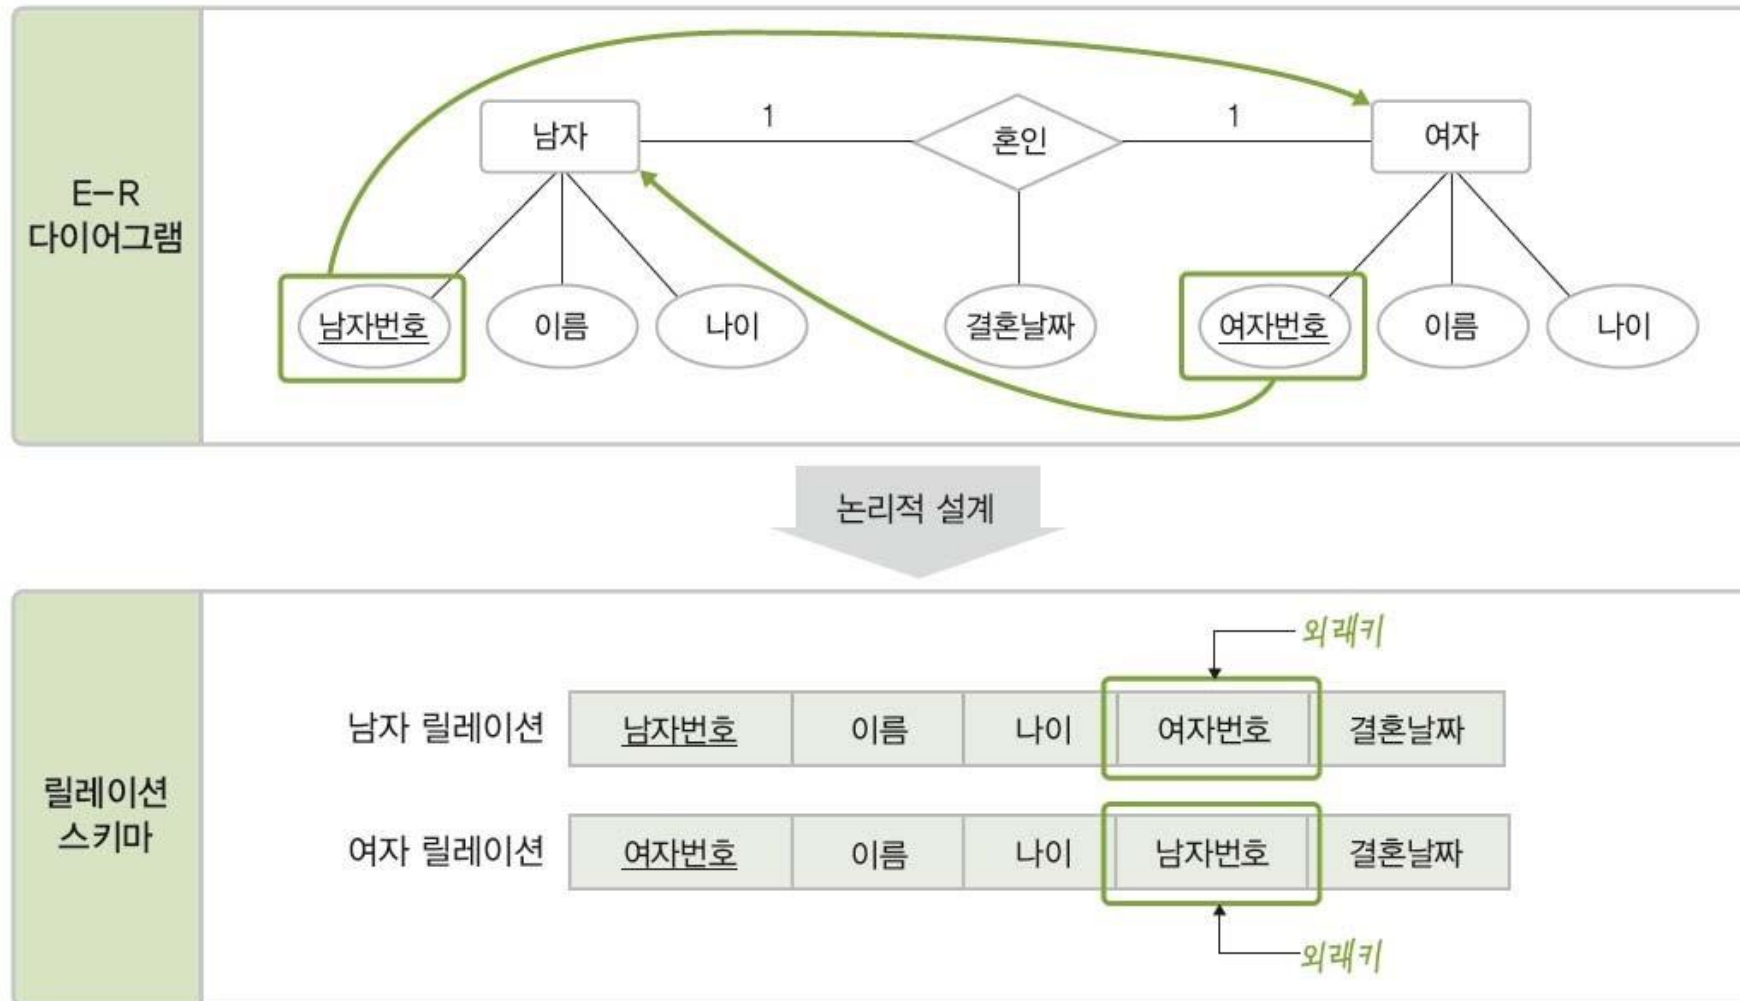 E-R
다이어그램
1
1
남자
혼인
여자
남자번호
이름
나이
결혼날짜
여자번호
이름
나이
논리적 설계
릴레이션
스키마
외래키
남자 릴레이션
남자번호
이름
나이
여자번호
결혼날짜
여자 릴레이션
여자번호
이름
나이
남자번호
결혼날짜
외래키